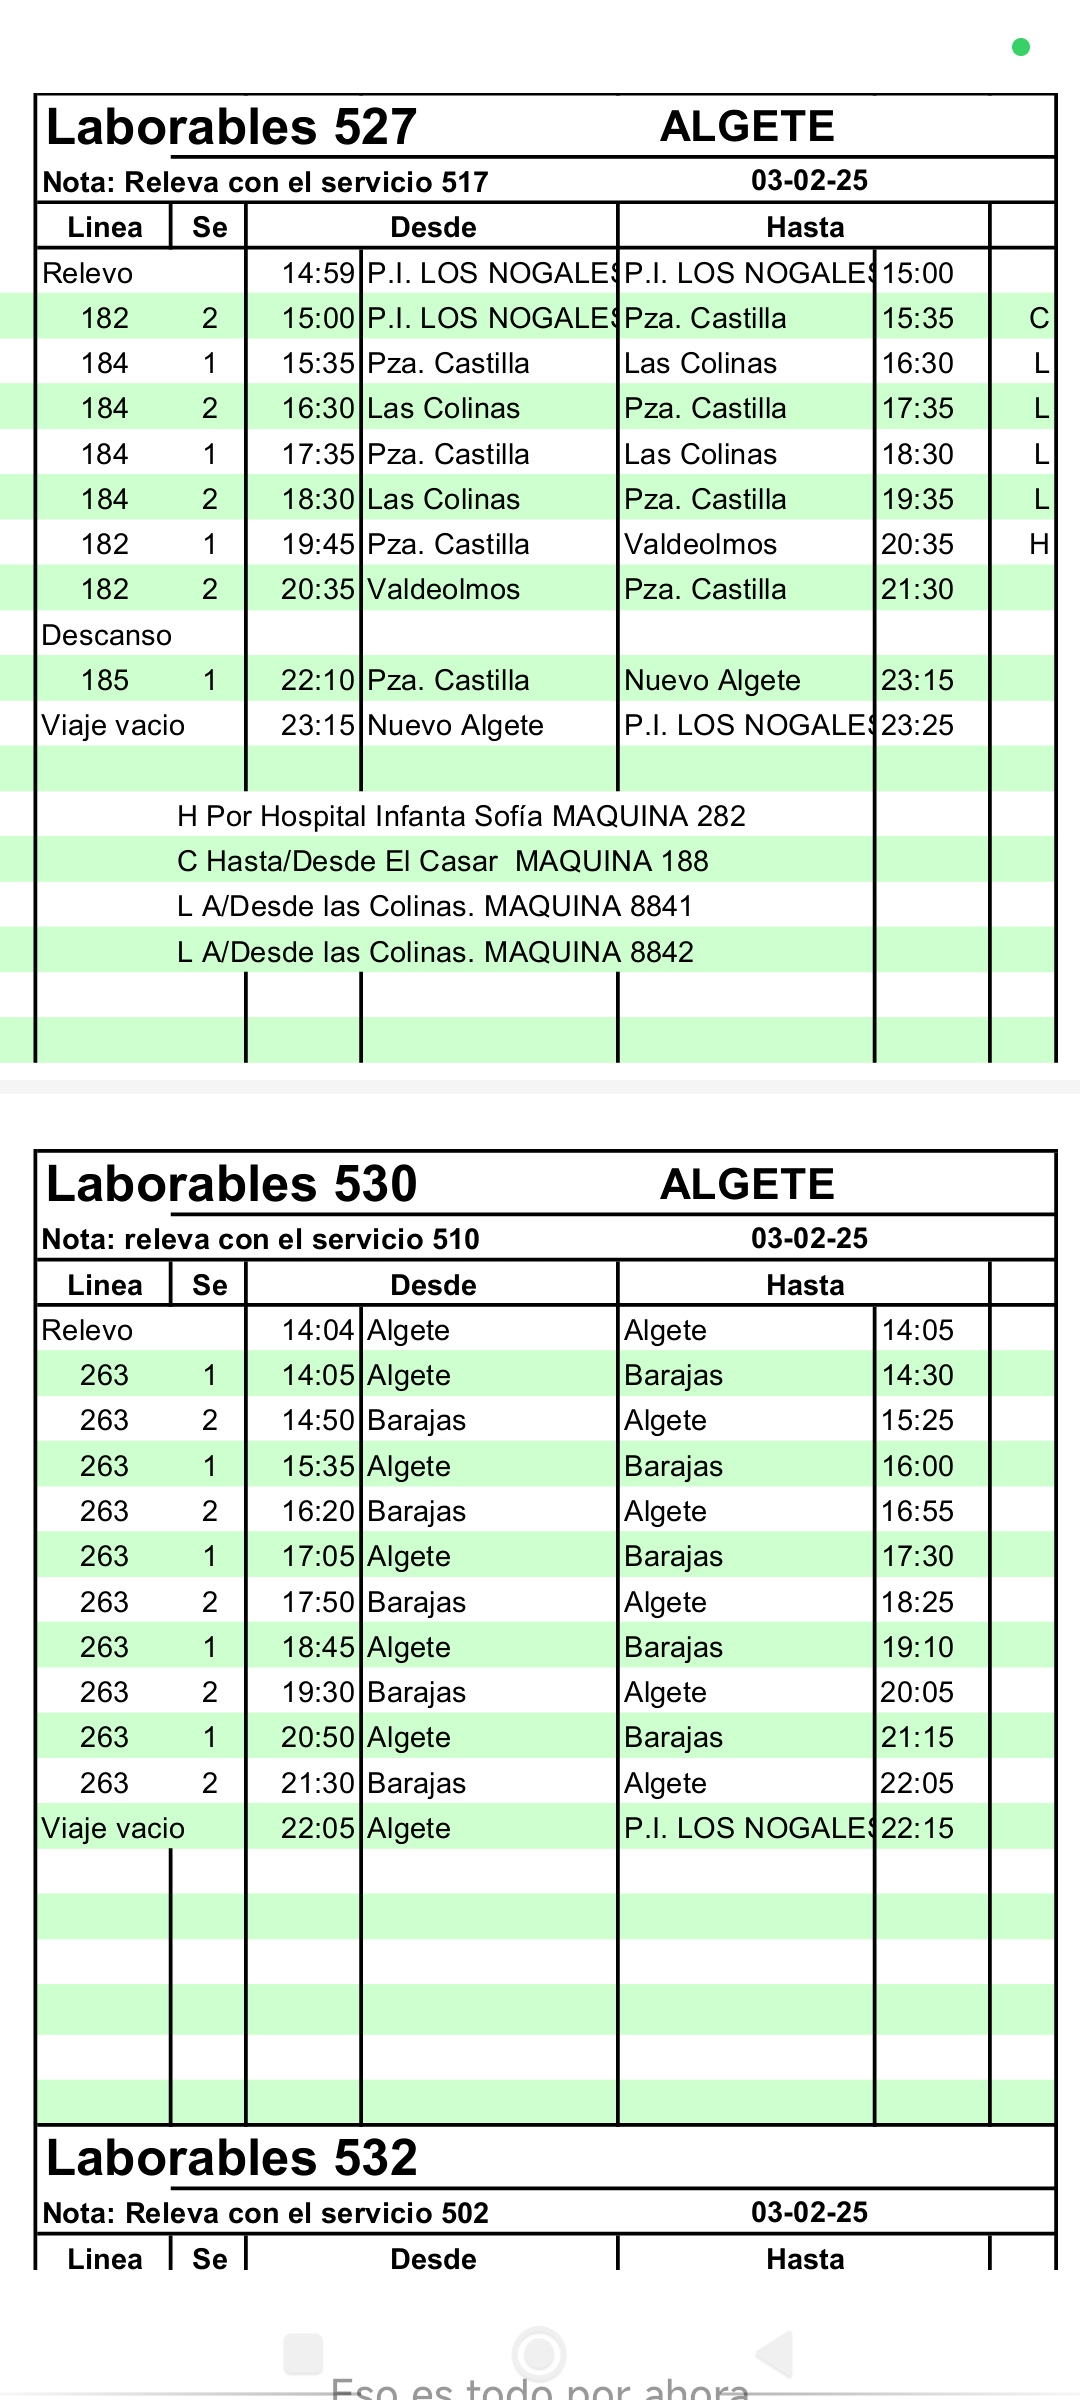 Laborables 527 ALGETE
Nota: Releva con el servicio 517 03-02-25
Linea Se Desde Hasta
Relevo 14:59 P.I. LOS NOGALES P.I. LOS NOGALES 15:00
182 2 15:00 P.I. LOS NOGALES Pza. Castilla 15:35 C
184 1 15:35 Pza. Castilla Las Colinas 16:30 L
184 2 16:30 Las Colinas Pza. Castilla 17:35 L
184 1 17:35 Pza. Castilla Las Colinas 18:30 L
184 2 18:30 Las Colinas Pza. Castilla 19:35 L
182 1 19:45 Pza. Castilla Valdeolmos 20:35 H
182 2 20:35 Valdeolmos Pza. Castilla 21:30
Descanso
185 1 22:10 Pza. Castilla Nuevo Algete 23:15
Viaje vacio 23:15 Nuevo Algete P.I. LOS NOGALES 23:25
H Por Hospital Infanta Sofía MAQUINA 282
C Hasta/Desde El Casar MAQUINA 188
L A/Desde las Colinas. MAQUINA 8841
L A/Desde las Colinas. MAQUINA 8842
Laborables 530 ALGETE
Nota: releva con el servicio 510 03-02-25
Linea Se Desde Hasta
Relevo 14:04 Algete Algete 14:05
263 1 14:05 Algete Barajas 14:30
263 2 14:50 Barajas Algete 15:25
263 1 15:35 Algete Barajas 16:00
263 2 16:20 Barajas Algete 16:55
263 1 17:05 Algete Barajas 17:30
263 2 17:50 Barajas Algete 18:25
263 1 18:45 Algete Barajas 19:10
263 2 19:30 Barajas Algete 20:05
263 1 20:50 Algete Barajas 21:15
263 2 21:30 Barajas Algete 22:05
Viaje vacio 22:05 Algete P.I. LOS NOGALES 22:15
Laborables 532
Nota: Releva con el servicio 502 03-02-25
Linea Se Desde Hasta
Eso es todo por ahora